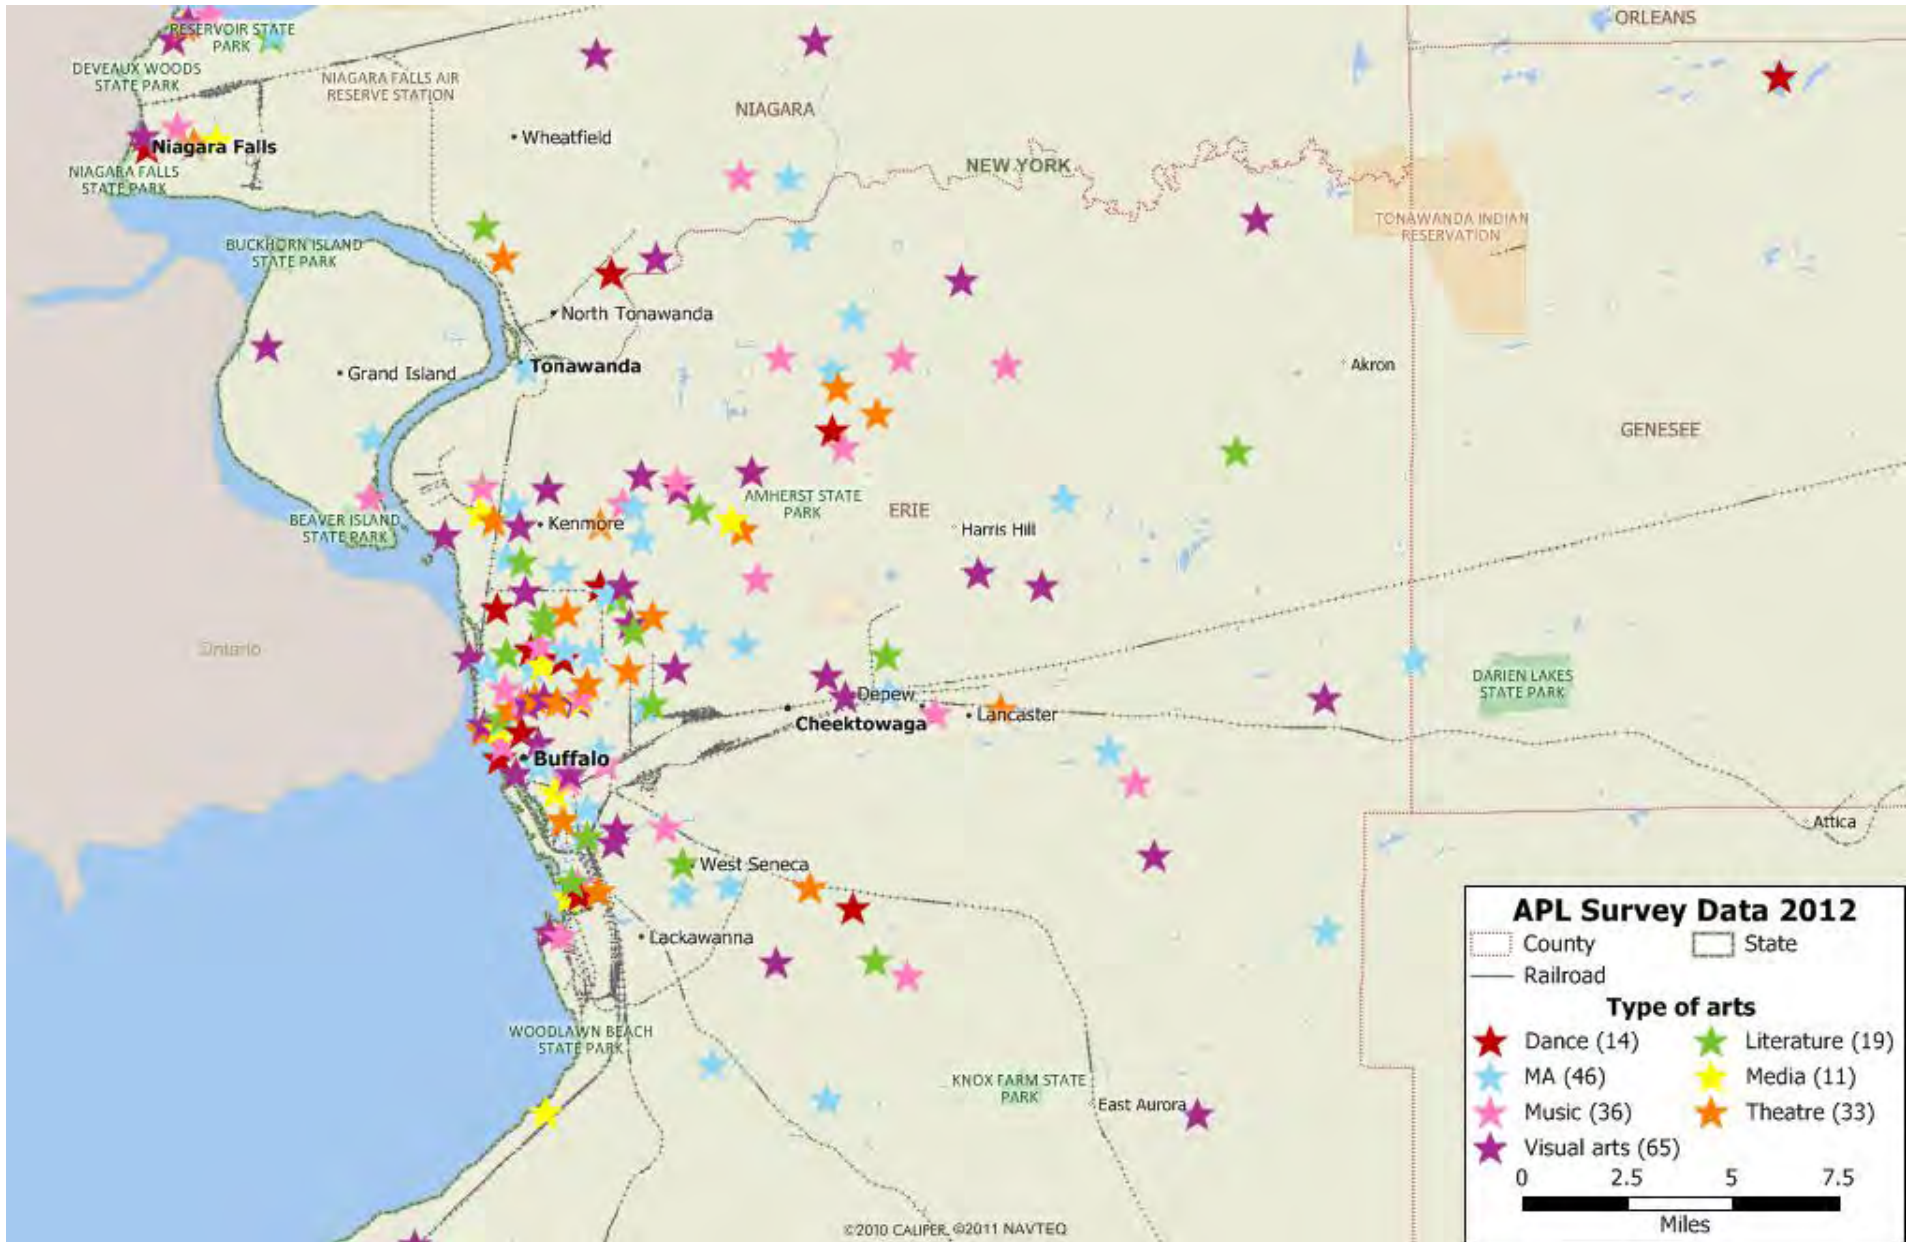 ORLEANS
RESERVOIR STATE
PARK
DEVEAUX WOODS
STATE PARK
NIAGARA FALLS AIR
RESERVE STATION
NIAGARA
Wheatfield
Niagara Falls
NEW YORK
NIAGARA FALLS
STATE PARK
TONAWANDA INDIAN
RESERVATION
BUCKHORN ISLAND
STATE PARK
North Tonawanda
Tonawanda
Grand Island
Akron
GENESEE
AMHERST STATE
PARK
ERIE
BEAVER ISLAND
STATE PARK
Kenmore
Harris Hill
Ontario
DARIEN LAKES
STATE PARK
Depew
Lancaster
Cheektowaga
Buffalo
Attica
West Seneca
Lackawanna
WOODLAWN BEACH
STATE PARK
KNOX FARM STATE
PARK
East Aurora
APL Survey Data 2012
County State
Railroad
Type of arts
Dance (14) Literature (19)
MA (46) Media (11)
Music (36) Theatre (33)
Visual arts (65)
0 2.5 5 7.5
Miles
©2010 CALIPER, ©2011 NAVTEQ